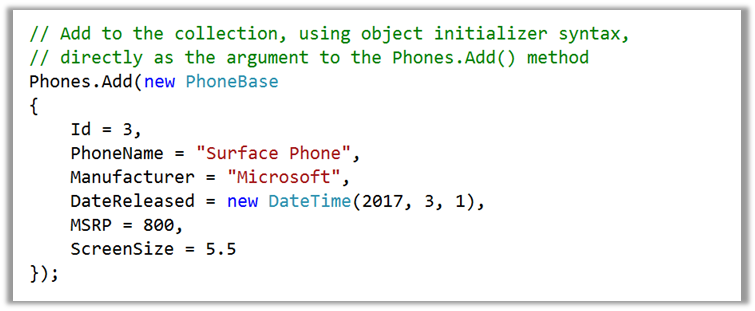 // Add to the collection, using object initializer syntax,
// directly as the argument to the Phones.Add() method
Phones.Add(new PhoneBase
{
    Id = 3,
    PhoneName = "Surface Phone",
    Manufacturer = "Microsoft",
    DateReleased = new DateTime(2017, 3, 1),
    MSRP = 800,
    ScreenSize = 5.5
});